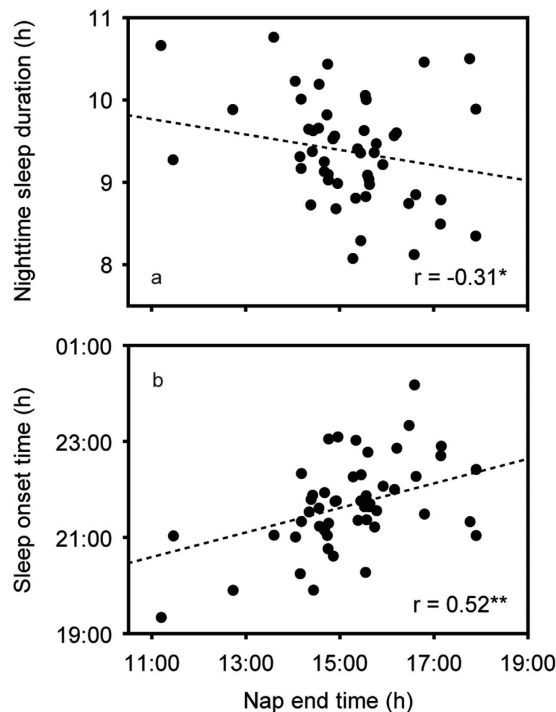 11
10
9
8
Nighttime sleep duration (h)
a
r = -0.31*
01:00
23:00
21:00
19:00
Sleep onset time (h)
b
r = 0.52**
11:00 13:00 15:00 17:00 19:00
Nap end time (h)